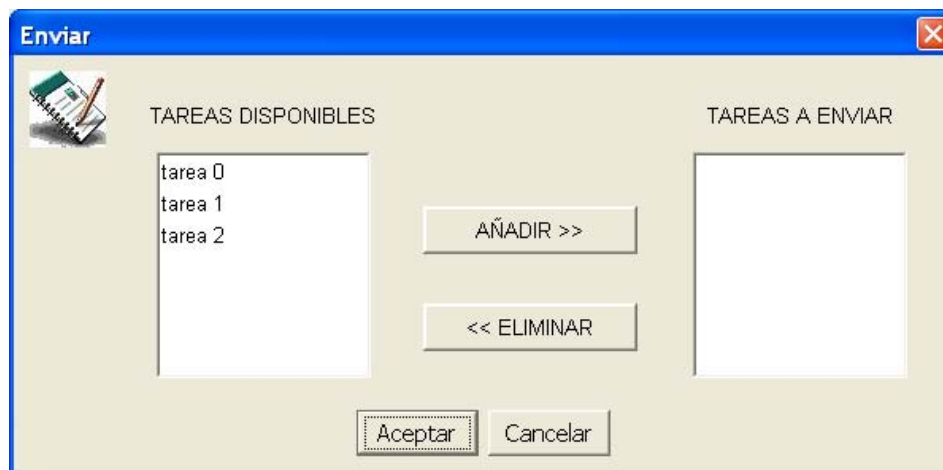 Enviar
TAREAS DISPONIBLES
TAREAS A ENVIAR
tarea 0
tarea 1
tarea 2
AÑADIR >>
<< ELIMINAR
Aceptar
Cancelar